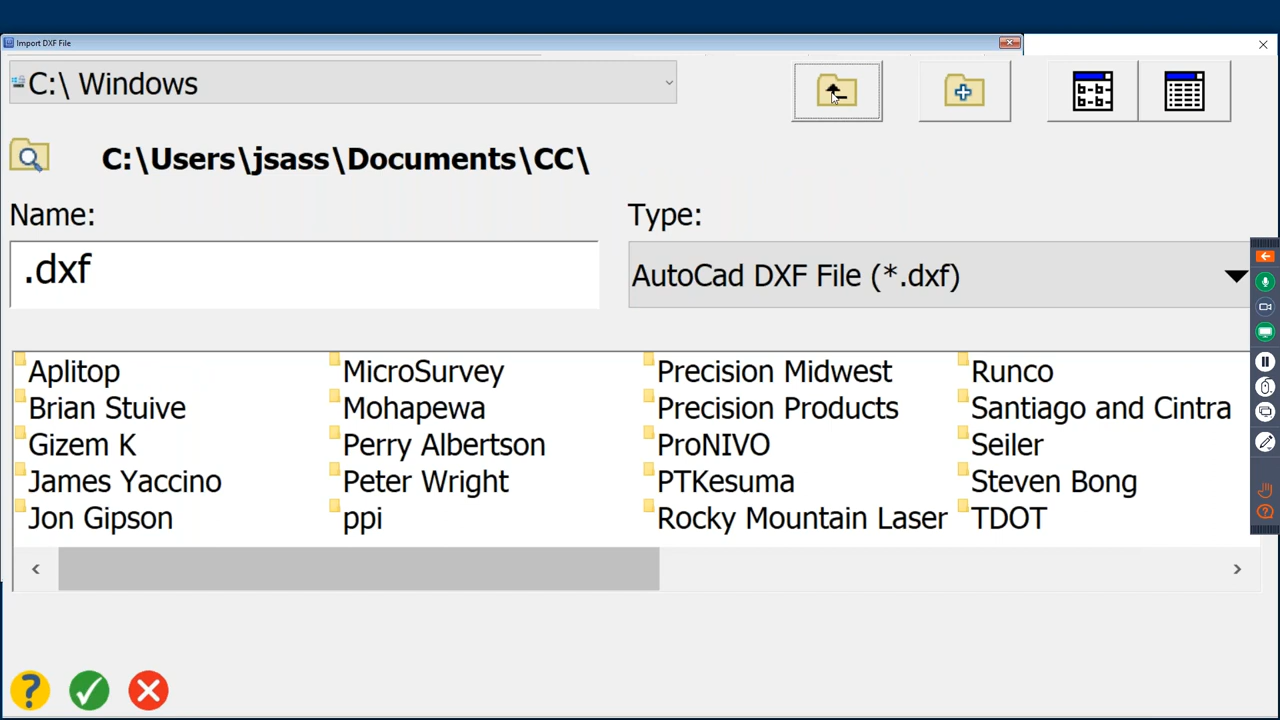 Import DXF File
C:\ Windows
C:\Users\jsass\Documents\CC\
Name:
Type:
.dxf
AutoCad DXF File (*.dxf)
Aplitop
Brian Stuive
Gizem K
James Yaccino
Jon Gipson
MicroSurvey
Mohapewa
Perry Albertson
Peter Wright
ppi
Precision Midwest
Precision Products
ProNIVO
PTKesuma
Rocky Mountain Laser
Runco
Santiago and Cintra
Seiler
Steven Bong
TDOT